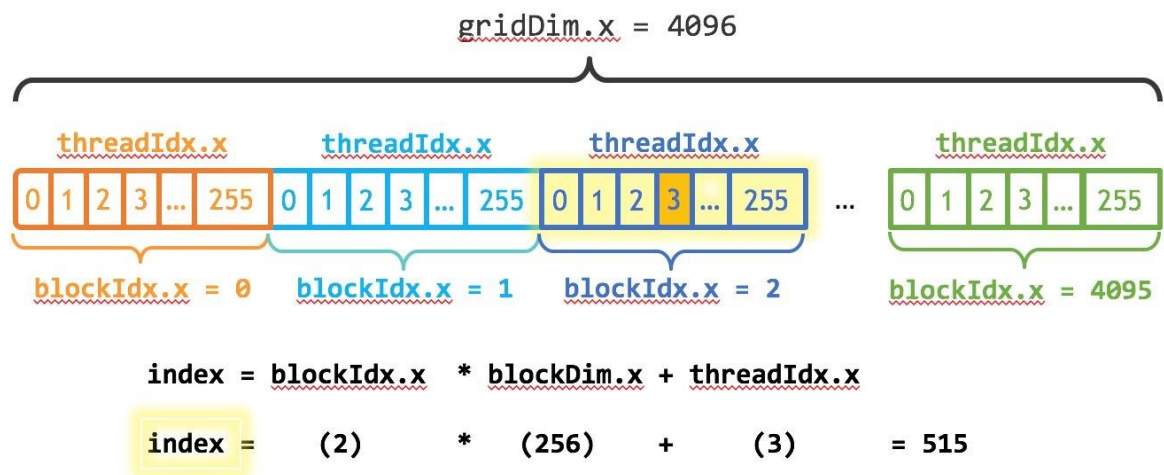 gridDim.x = 4096
threadIdx.x threadIdx.x threadIdx.x threadIdx.x
0 1 2 3 ... 255 0 1 2 3 ... 255 0 1 2 3 ... 255 ... 0 1 2 3 ... 255
blockIdx.x = 0 blockIdx.x = 1 blockIdx.x = 2 blockIdx.x = 4095
index = blockIdx.x * blockDim.x + threadIdx.x
index = (2) * (256) + (3) = 515